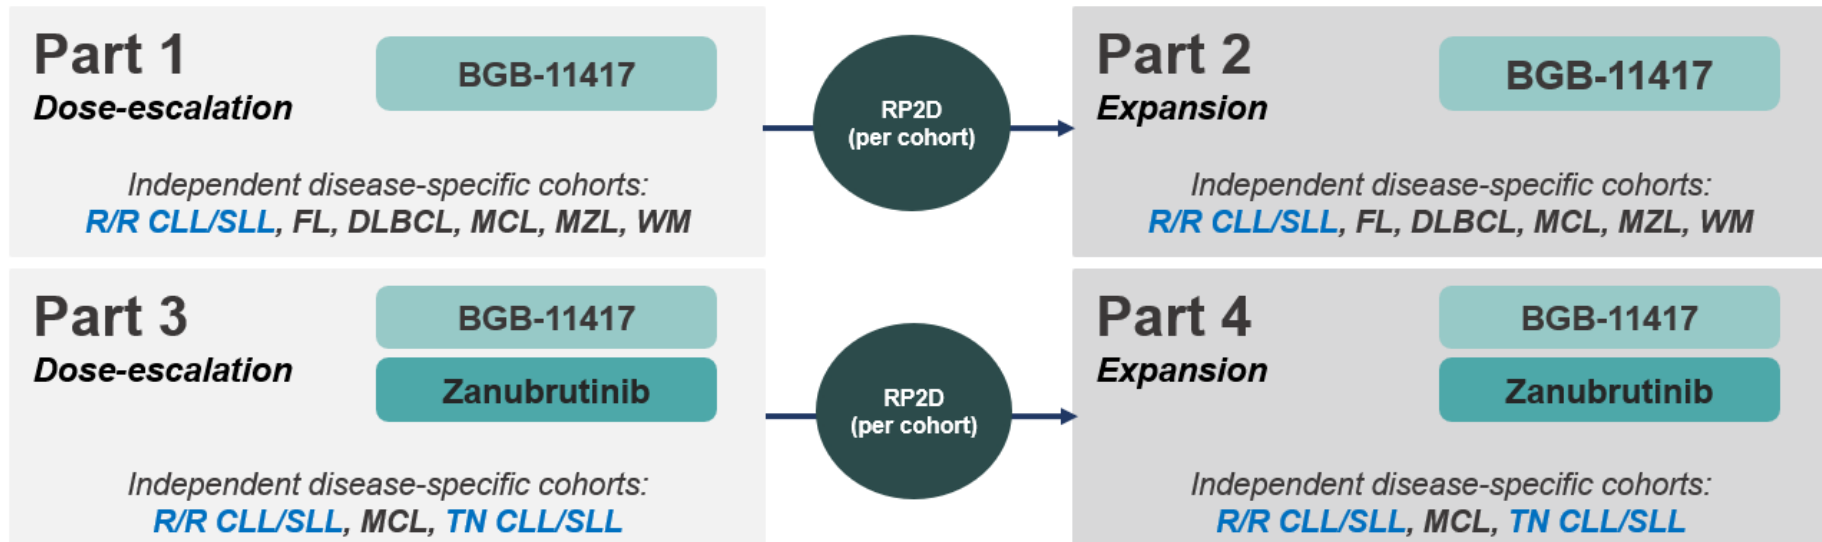 Part 1
Dose-escalation
BGB-11417
Independent disease-specific cohorts:
R/R CLL/SLL, FL, DLBCL, MCL, MZL, WM
RP2D
(per cohort)
Part 2
Expansion
BGB-11417
Independent disease-specific cohorts:
R/R CLL/SLL, FL, DLBCL, MCL, MZL, WM
Part 3
Dose-escalation
BGB-11417
Zanubrutinib
Independent disease-specific cohorts:
R/R CLL/SLL, MCL, TN CLL/SLL
RP2D
(per cohort)
Part 4
Expansion
BGB-11417
Zanubrutinib
Independent disease-specific cohorts:
R/R CLL/SLL, MCL, TN CLL/SLL